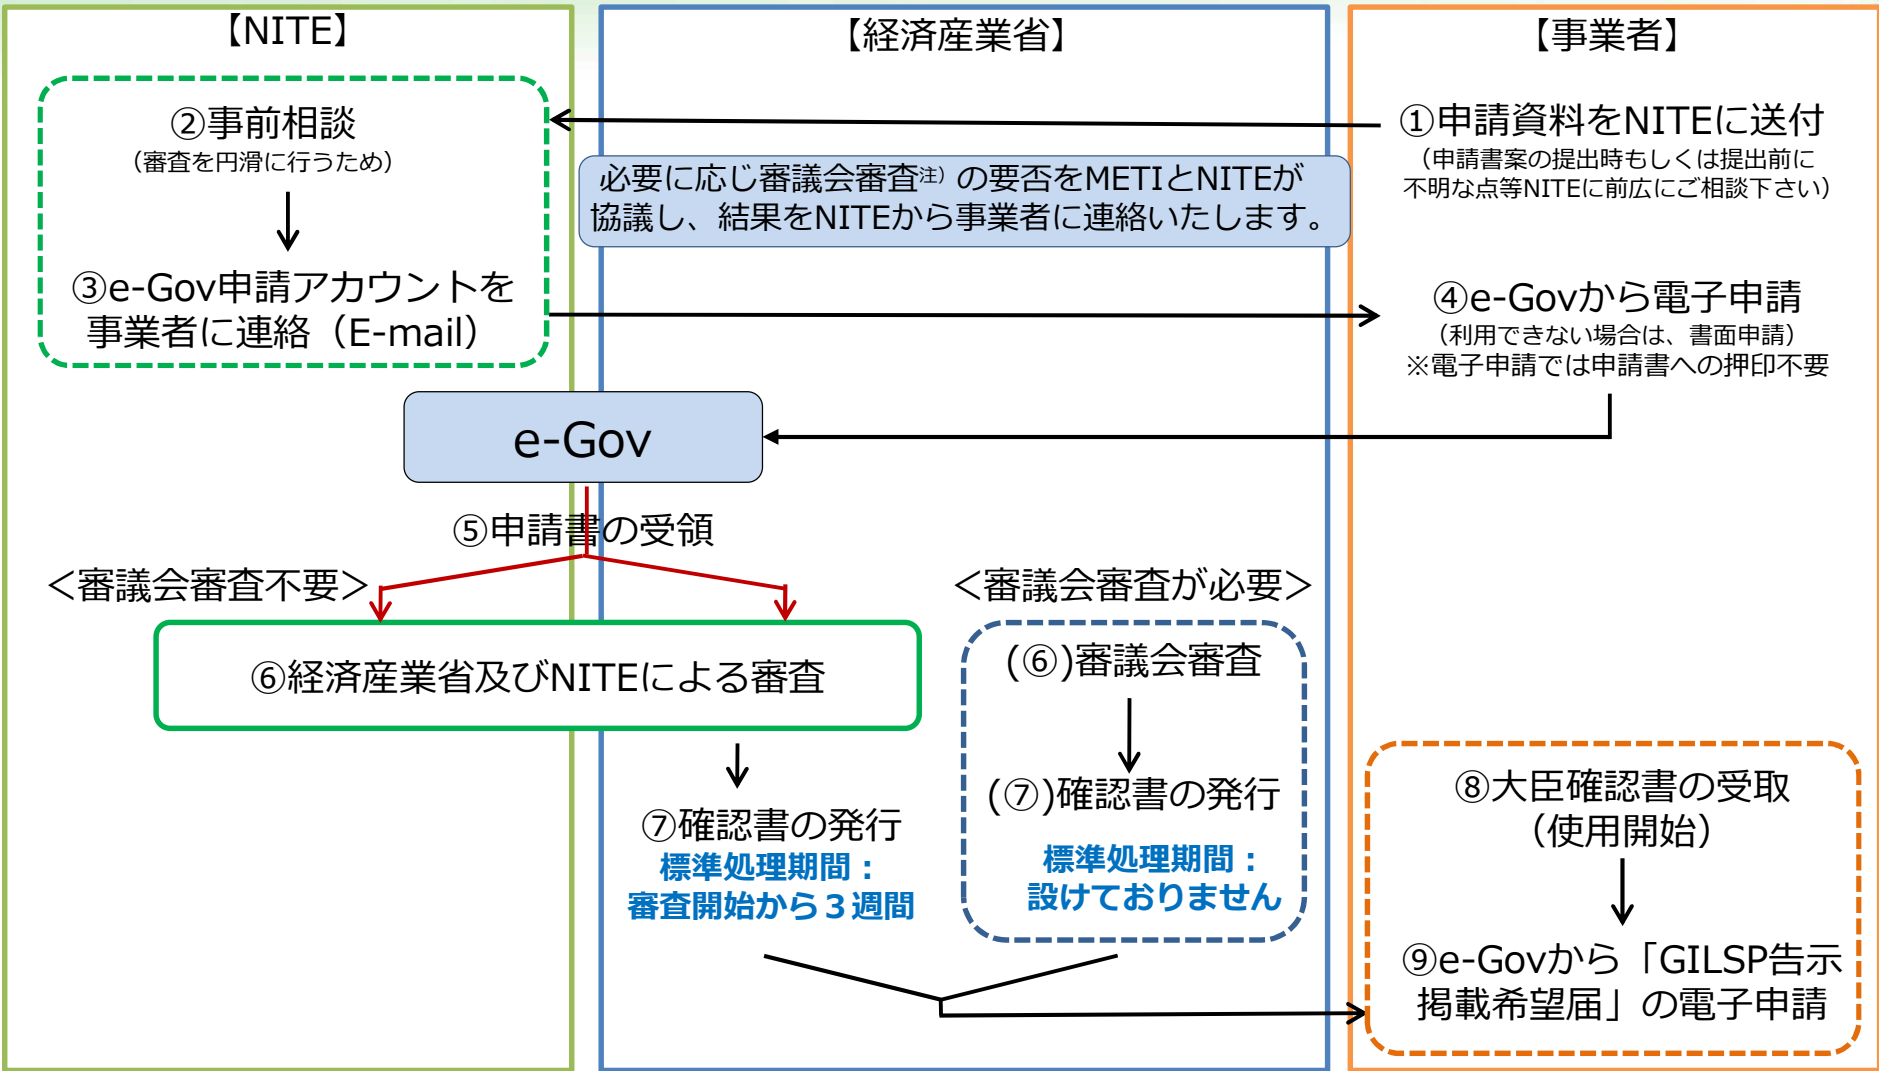 【NITE】
【経済産業省】
【事業者】
①申請資料をNITEに送付
（申請書案の提出時もしくは提出前に
不明な点等NITEに前広にご相談下さい）
②事前相談
（審査を円滑に行うため）
必要に応じ審議会審査注）の要否をMETIとNITEが
協議し、結果をNITEから事業者に連絡いたします。
③e-Gov申請アカウントを
事業者に連絡（E-mail）
④e-Govから電子申請
（利用できない場合は、書面申請）
※電子申請では申請書への押印不要
e-Gov
⑤申請書の受領
＜審議会審査不要＞
＜審議会審査が必要＞
⑥経済産業省及びNITEによる審査
(⑥)審議会審査
⑦確認書の発行
標準処理期間：
審査開始から３週間
(⑦)確認書の発行
標準処理期間：
設けておりません
⑧大臣確認書の受取
（使用開始）
⑨e-Govから「GILSP告示
掲載希望届」の電子申請